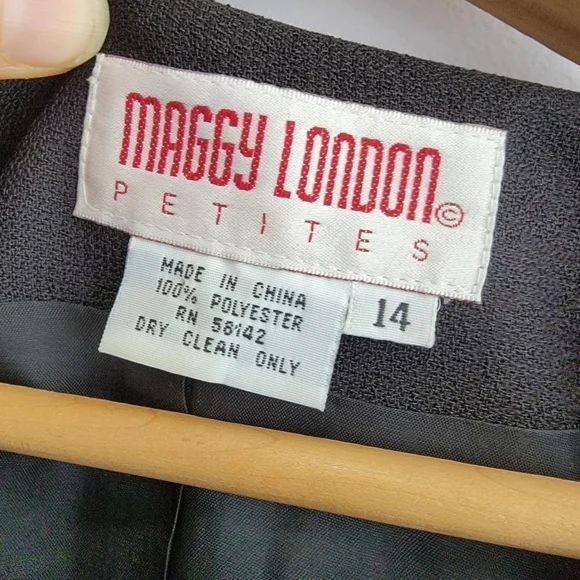 MAGGY LONDON©
PETITES
MADE IN CHINA
100% POLYESTER
RN 58142
DRY CLEAN ONLY
14